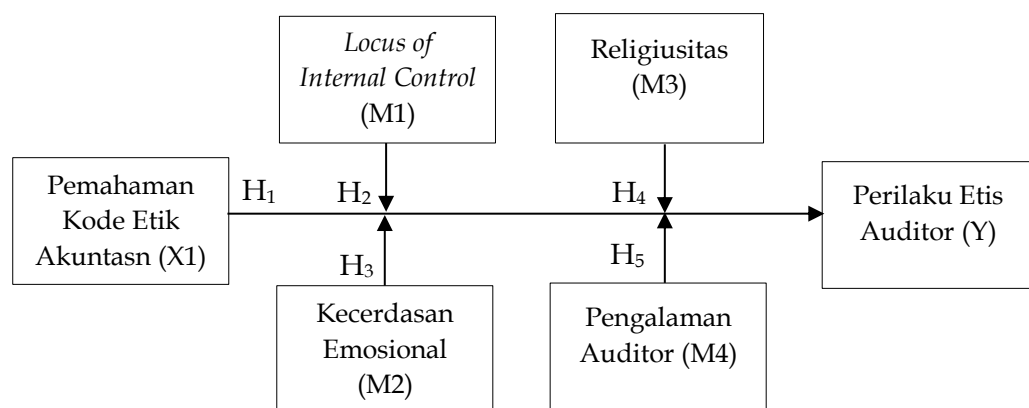 Locus of
Internal Control
(M1)
Religiusitas
(M3)
Pemahaman
Kode Etik
Akuntasn (X1)
H₁
H₂
H₄
Perilaku Etis
Auditor (Y)
H₃
H₅
Kecerdasan
Emosional
(M2)
Pengalaman
Auditor (M4)